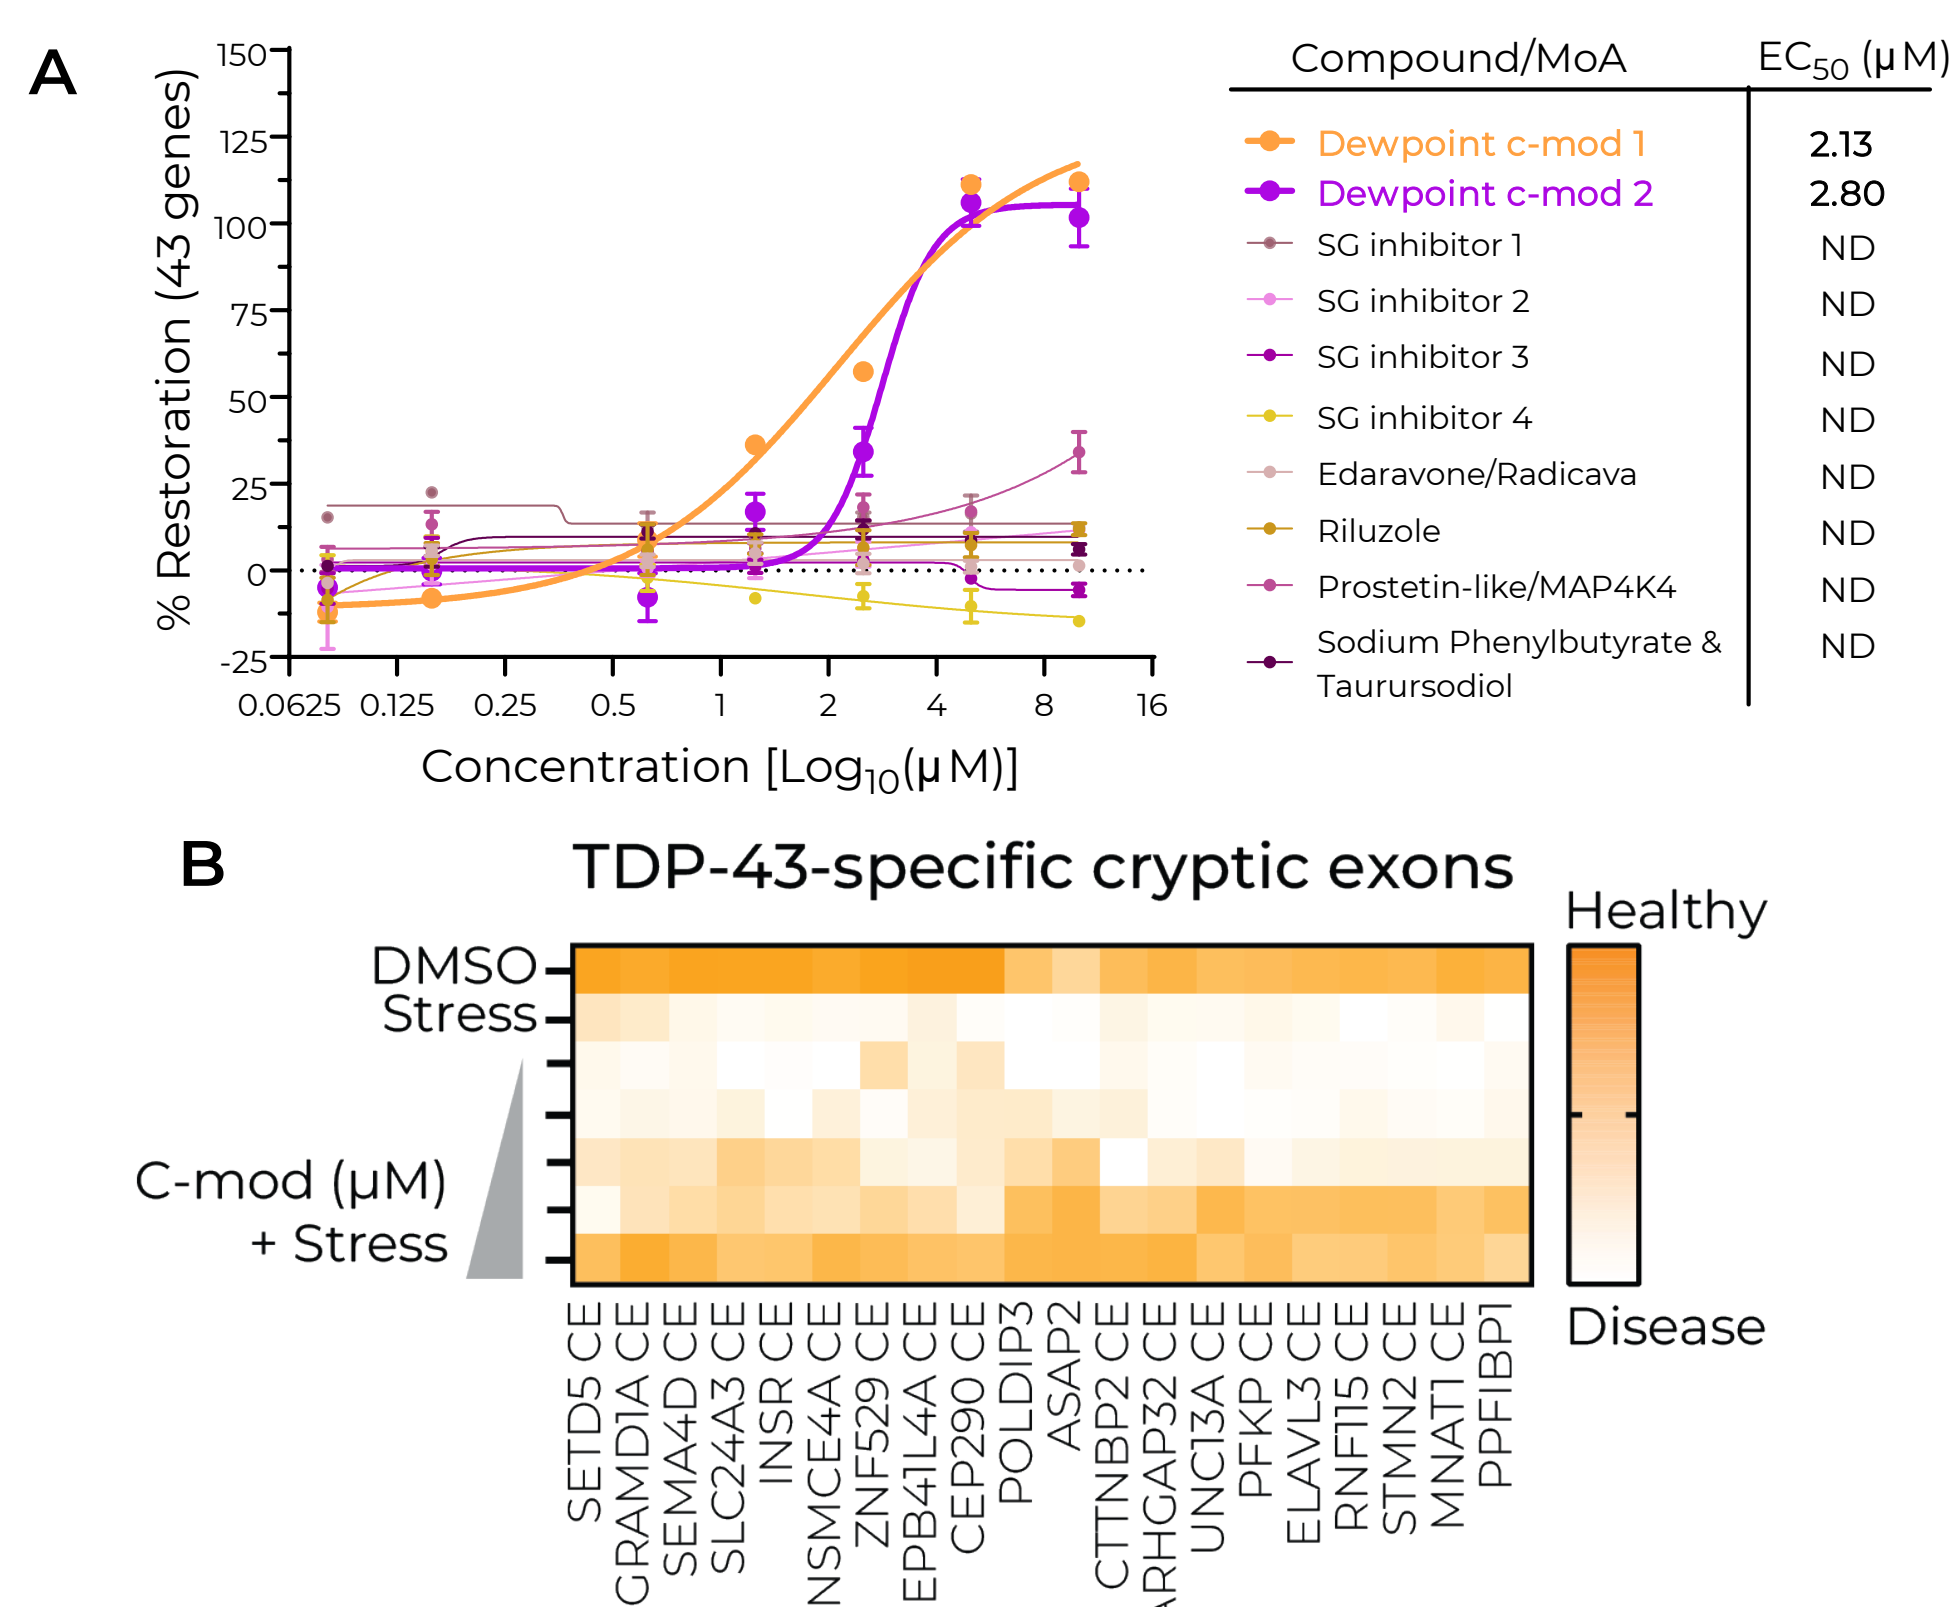 A
% Restoration (43 genes)
150
125
100
75
50
25
0
-25
0.0625 0.125 0.25 0.5 1 2 4 8 16
Concentration [Log10(μM)]
Compound/MoA EC50 (μM)
Dewpoint c-mod 1 2.13
Dewpoint c-mod 2 2.80
SG inhibitor 1 ND
SG inhibitor 2 ND
SG inhibitor 3 ND
SG inhibitor 4 ND
Edaravone/Radicava ND
Riluzole ND
Prostetin-like/MAP4K4 ND
Sodium Phenylbutyrate & ND
Taurursodiol
B
TDP-43-specific cryptic exons
DMSO
Stress
C-mod (μM)
+ Stress
Healthy
Disease
SETD5 CE
GRAMD1A CE
SEMA4D CE
SLC24A3 CE
INSR CE
NSMCE4A CE
ZNF529 CE
EPB41L4A CE
CEP290 CE
POLDIP3
ASAP2
CTTNBP2 CE
ARHGAP32 CE
UNC13A CE
PFKP CE
ELAVL3 CE
RNF115 CE
STMN2 CE
MNAT1 CE
PPFIBP1